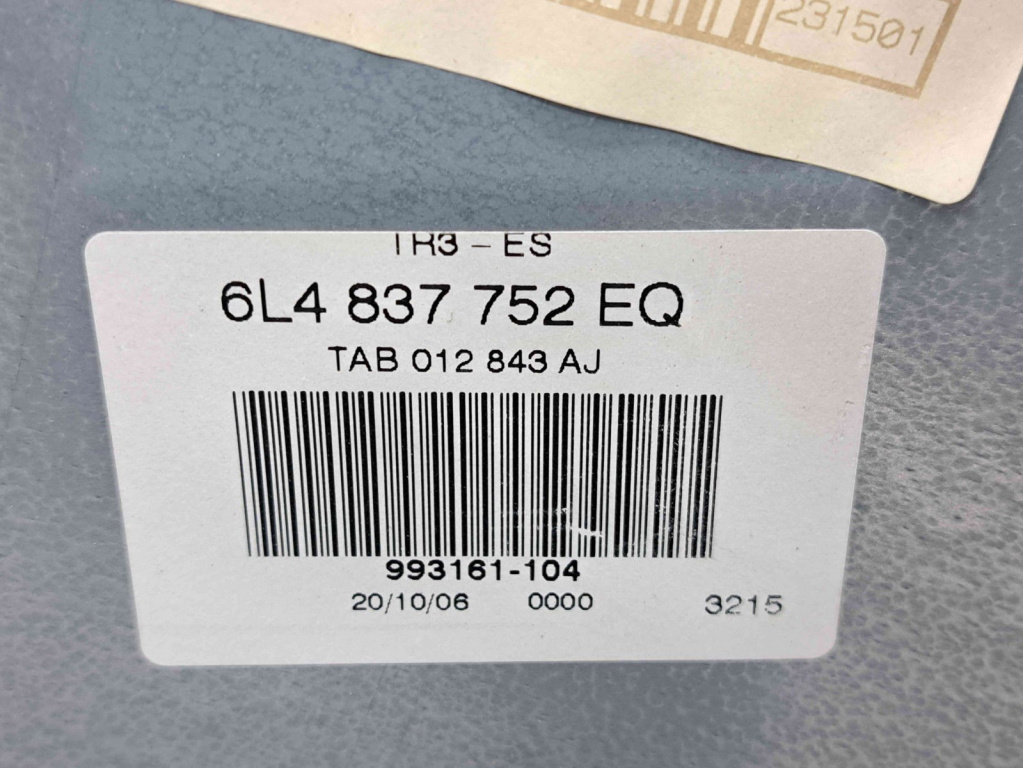 231501
TR3 - ES
6L4 837 752 EQ
TAB 012 843 AJ
993161-104
20/10/06 0000 3215